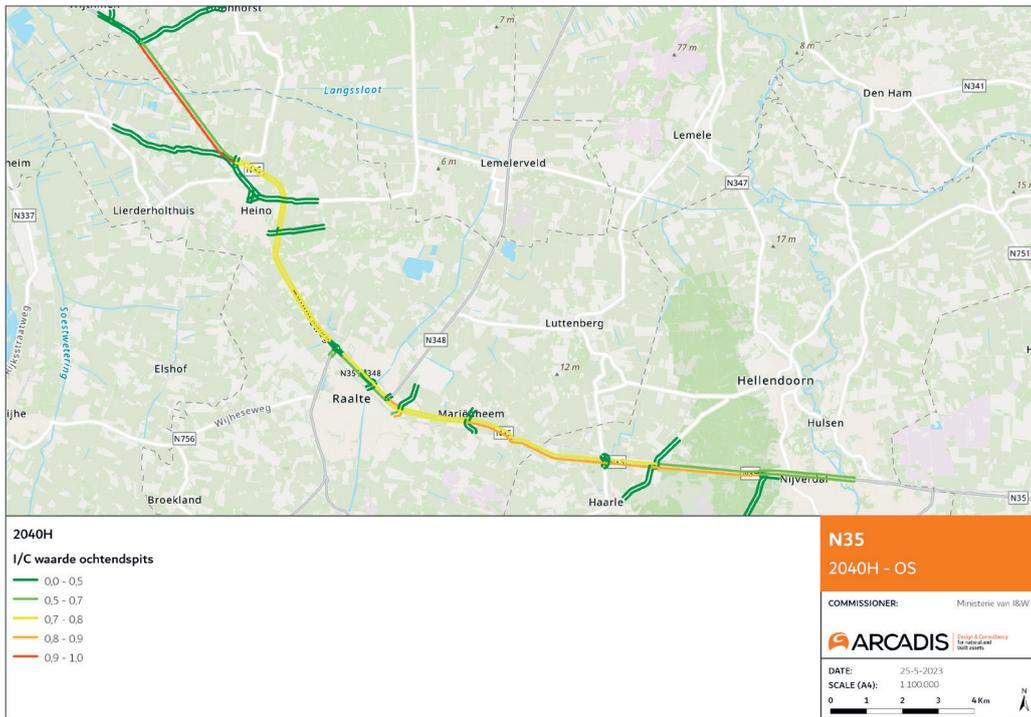 7 m
77 m
8 m
Langssloot
Den Ham
N341
Lemele
heim
6 m
Lemelerveld
N347
15
N337
Lierderholthuis
Heino
17 m
N751
Soestwetering
Rijksstraatweg
Luttenberg
N348
H
Elshof
N35
348
12 m
Hellendoorn
Raalte
Wijheseweg
Mariënheem
ijhe
Hulsen
N756
Nijverdal
Broekland
Haarle
N35
2040H
I/C waarde ochtendspits
0,0 - 0,5
0,5 - 0,7
0,7 - 0,8
0,8 - 0,9
0,9 - 1,0
N35
2040H - OS
COMMISSIONER: Ministerie van I&W
ARCADIS
Design & Consultancy
for natural and
built assets
DATE: 25-5-2023
SCALE (A4): 1:100.000
0 1 2 3 4 Km
N